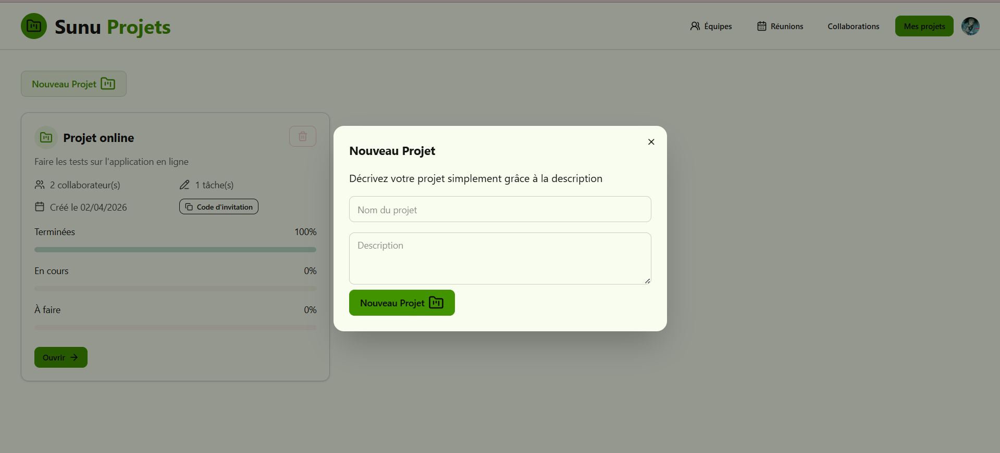 Sunu Projets
Équipes
Réunions
Collaborations
Mes projets
Nouveau Projet
Projet online
Faire les tests sur l'application en ligne
2 collaborateur(s)
1 tâche(s)
Créé le 02/04/2026
Code d'invitation
Terminées
100%
En cours
0%
À faire
0%
Ouvrir
Nouveau Projet
Décrivez votre projet simplement grâce à la description
Nom du projet
Description
Nouveau Projet